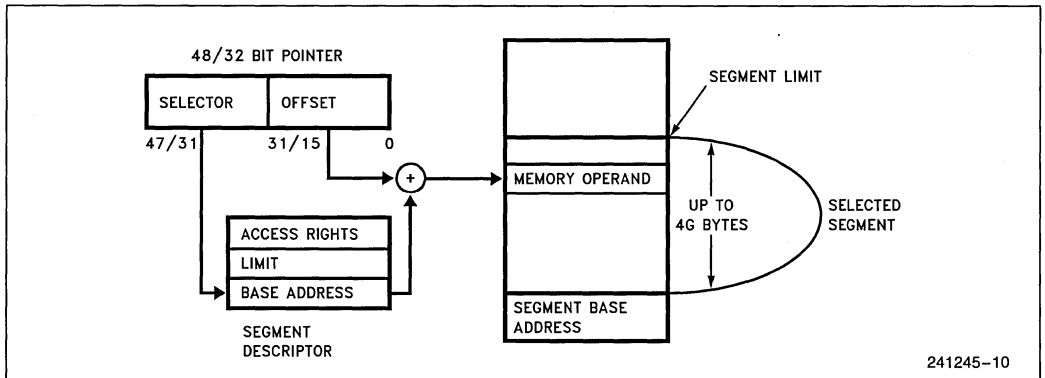 48/32 BIT POINTER
SELECTOR
OFFSET
47/31
31/15
0
+
ACCESS RIGHTS
LIMIT
BASE ADDRESS
SEGMENT
DESCRIPTOR
MEMORY OPERAND
SEGMENT BASE
ADDRESS
SEGMENT LIMIT
UP TO
4G BYTES
SELECTED
SEGMENT
241245-10